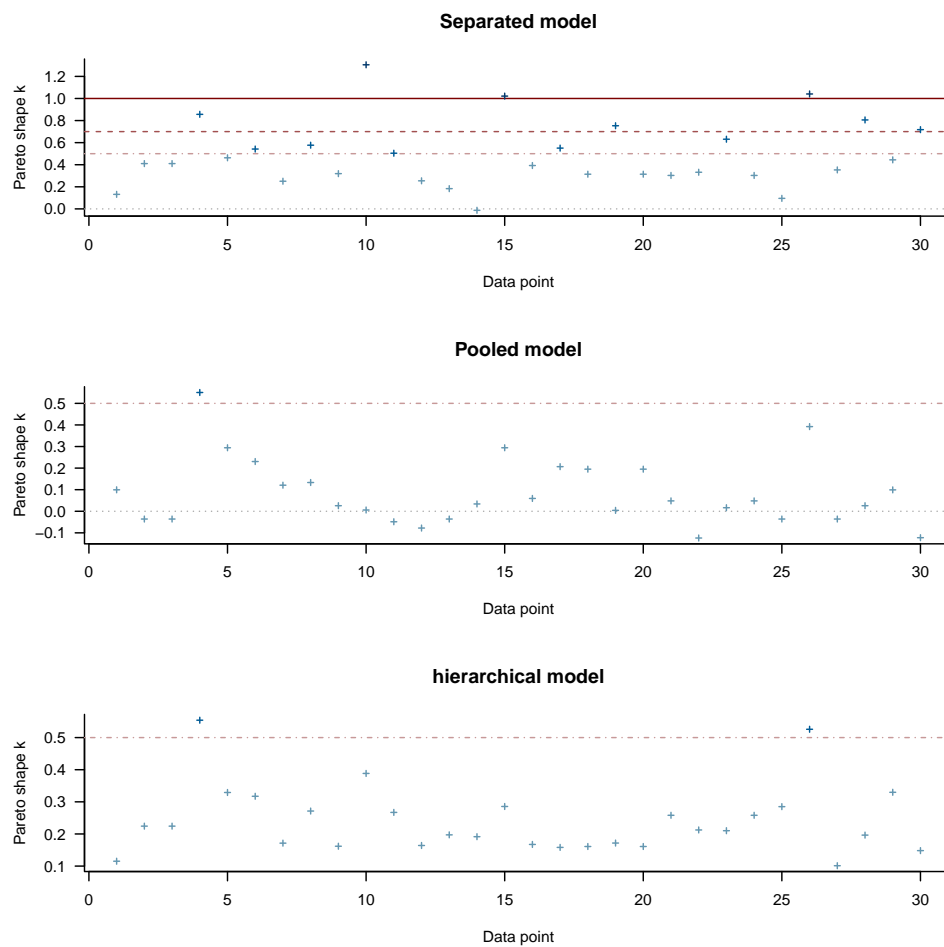 Separated model
Pareto shape k
1.2
1.0
0.8
0.6
0.4
0.2
0.0
0 5 10 15 20 25 30
Data point
Pooled model
Pareto shape k
0.5
0.4
0.3
0.2
0.1
0.0
−0.1
0 5 10 15 20 25 30
Data point
hierarchical model
Pareto shape k
0.5
0.4
0.3
0.2
0.1
0 5 10 15 20 25 30
Data point